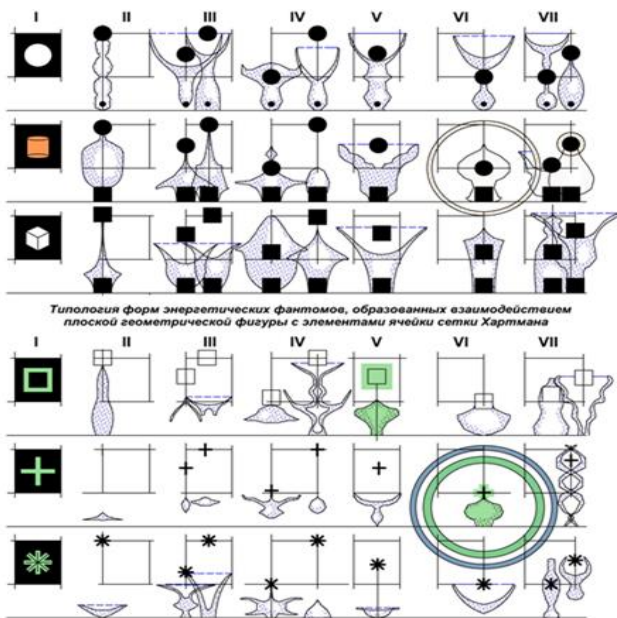 I II III IV V VI VII
Типология форм энергетических фантомов, образованных взаимодействием
плоской геометрической фигуры с элементами ячейки сетки Хартмана
I II III IV V VI VII